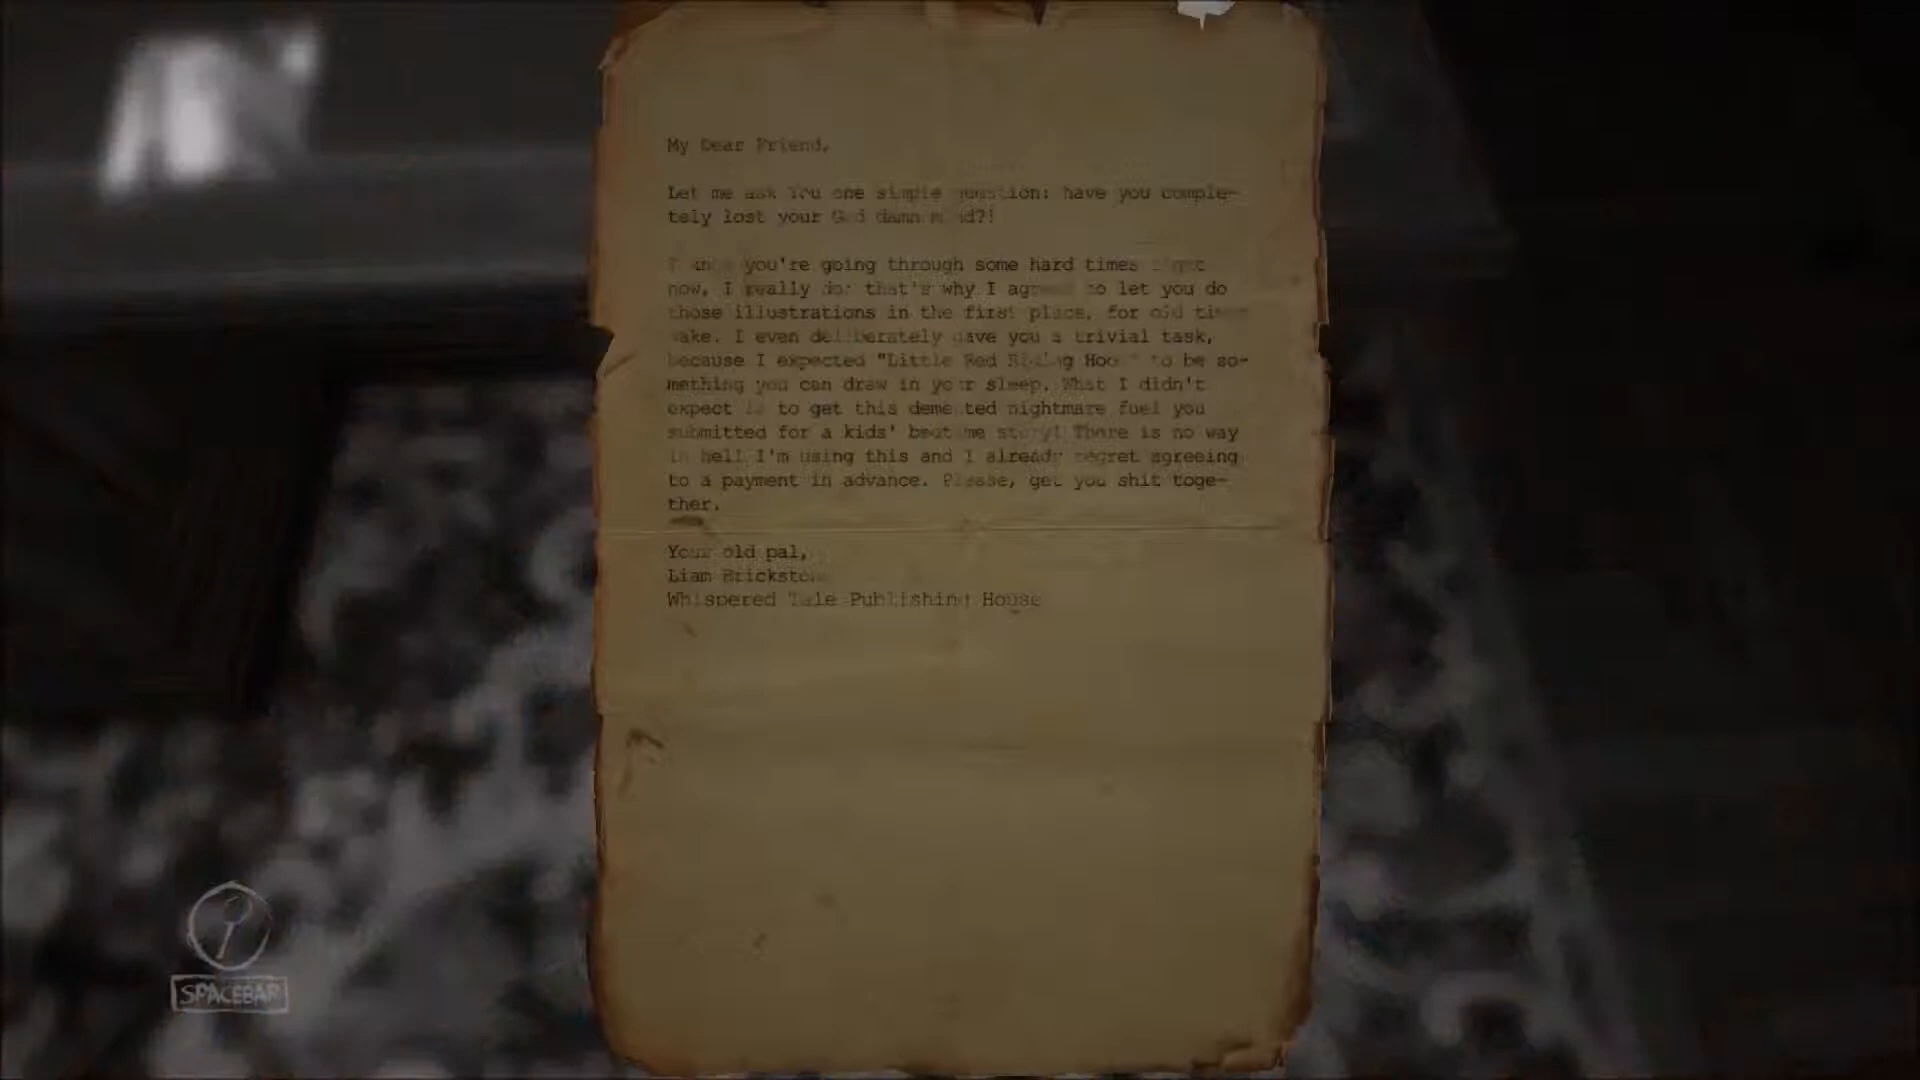 My Dear Friend,
Let me ask You one simple question: have you comple-
tely lost your God damn mind?!
I know you're going through some hard times right
now, I really do: that's why I agreed to let you do
those illustrations in the first place, for old times
sake. I even deliberately gave you a trivial task,
because I expected "Little Red Riding Hood" to be so-
mething you can draw in your sleep. What I didn't
expect is to get this demented nightmare fuel you
submitted for a kids' bedtime story! There is no way
in hell I'm using this and I already regret agreeing
to a payment in advance. Please, get you shit toge-
ther.
Your old pal,
Liam Brickstone
Whispered Tale Publishing House
SPACEBAR